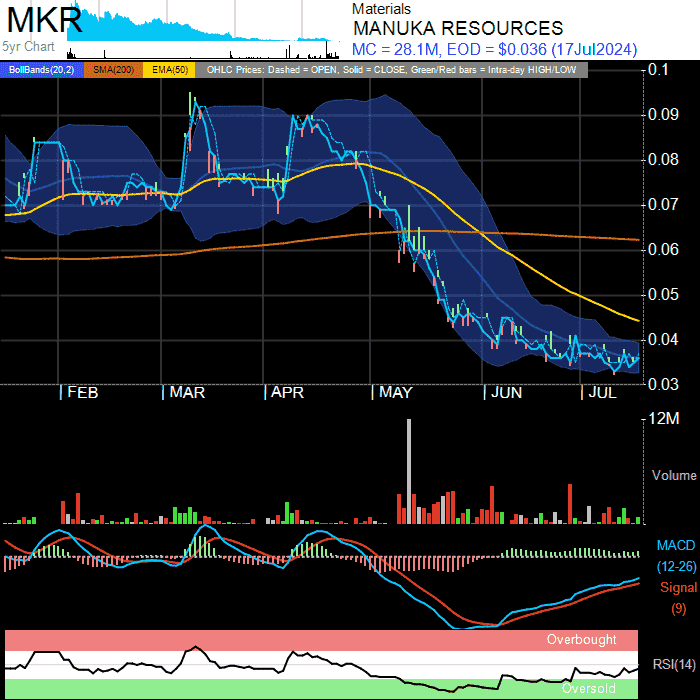 MKR
5yr Chart
Materials
MANUKA RESOURCES
MC = 28.1M, EOD = $0.036 (17Jul2024)
BollBands(20,2) SMA(200) EMA(50) OHLC Prices: Dashed = OPEN, Solid = CLOSE, Green/Red bars = Intra-day HIGH/LOW
0.1
0.09
0.08
0.07
0.06
0.05
0.04
0.03
FEB MAR APR MAY JUN JUL
12M
Volume
MACD
(12-26)
Signal
(9)
Overbought
RSI(14)
Oversold